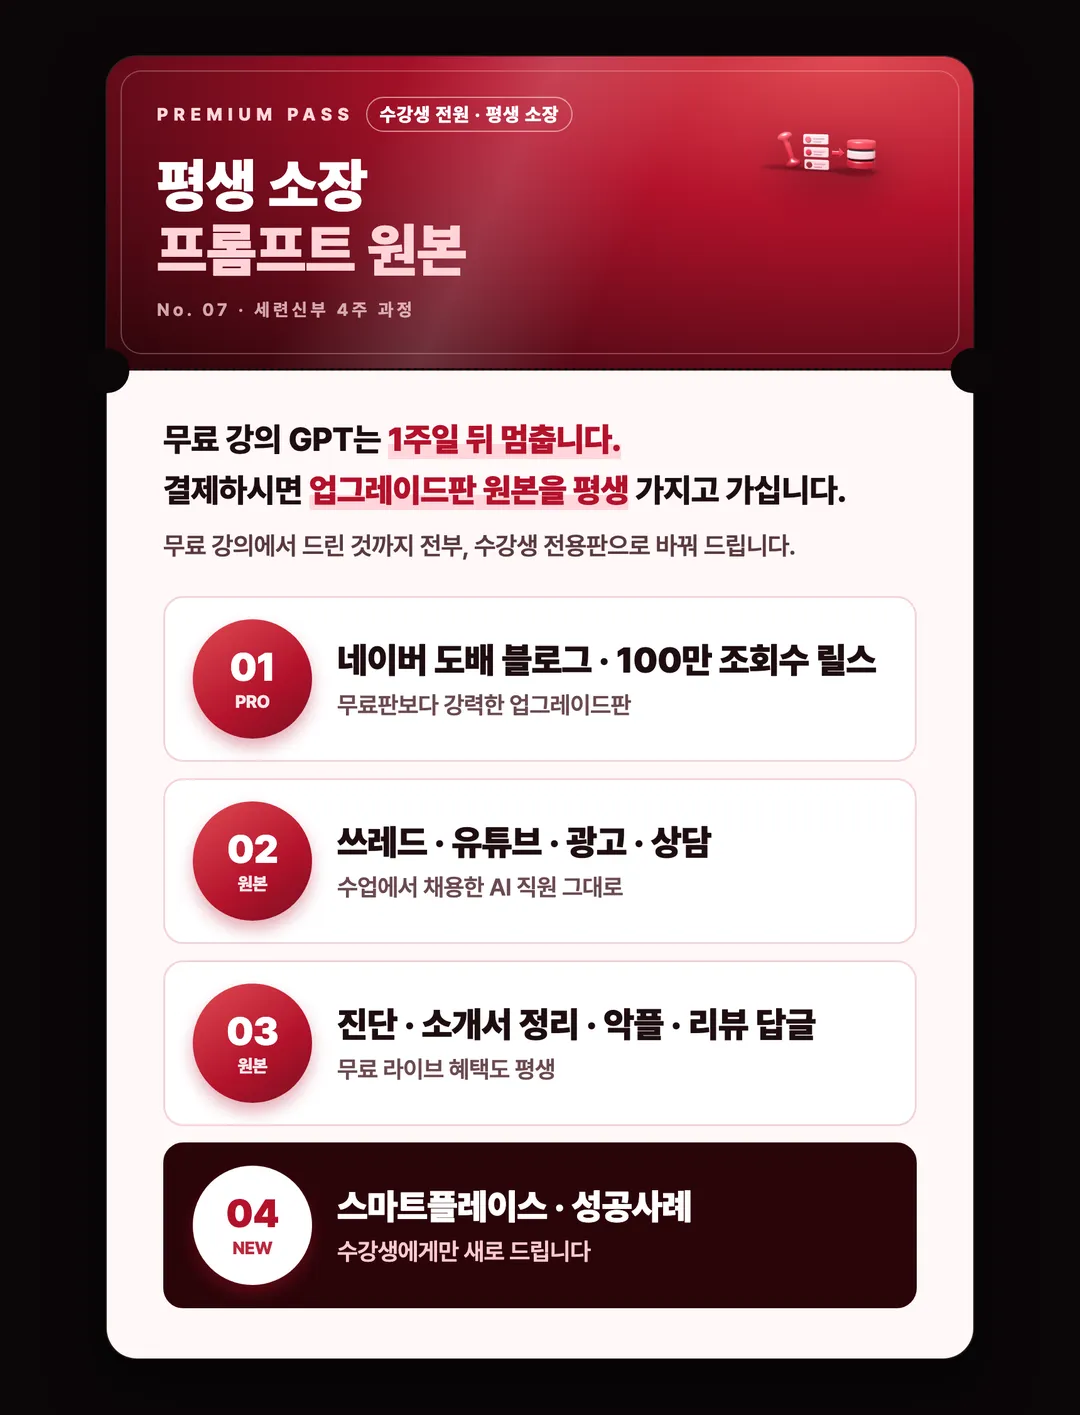 PREMIUM PASS 수강생 전원 · 평생 소장
평생 소장
프롬프트 원본
No. 07 · 세련신부 4주 과정
무료 강의 GPT는 1주일 뒤 멈춥니다.
결제하시면 업그레이드판 원본을 평생 가지고 가십니다.
무료 강의에서 드린 것까지 전부, 수강생 전용판으로 바꿔 드립니다.
01
PRO
네이버 도배 블로그 · 100만 조회수 릴스
무료판보다 강력한 업그레이드판
02
원본
쓰레드 · 유튜브 · 광고 · 상담
수업에서 채용한 AI 직원 그대로
03
원본
진단 · 소개서 정리 · 악플 · 리뷰 답글
무료 라이브 혜택도 평생
04
NEW
스마트플레이스 · 성공사례
수강생에게만 새로 드립니다